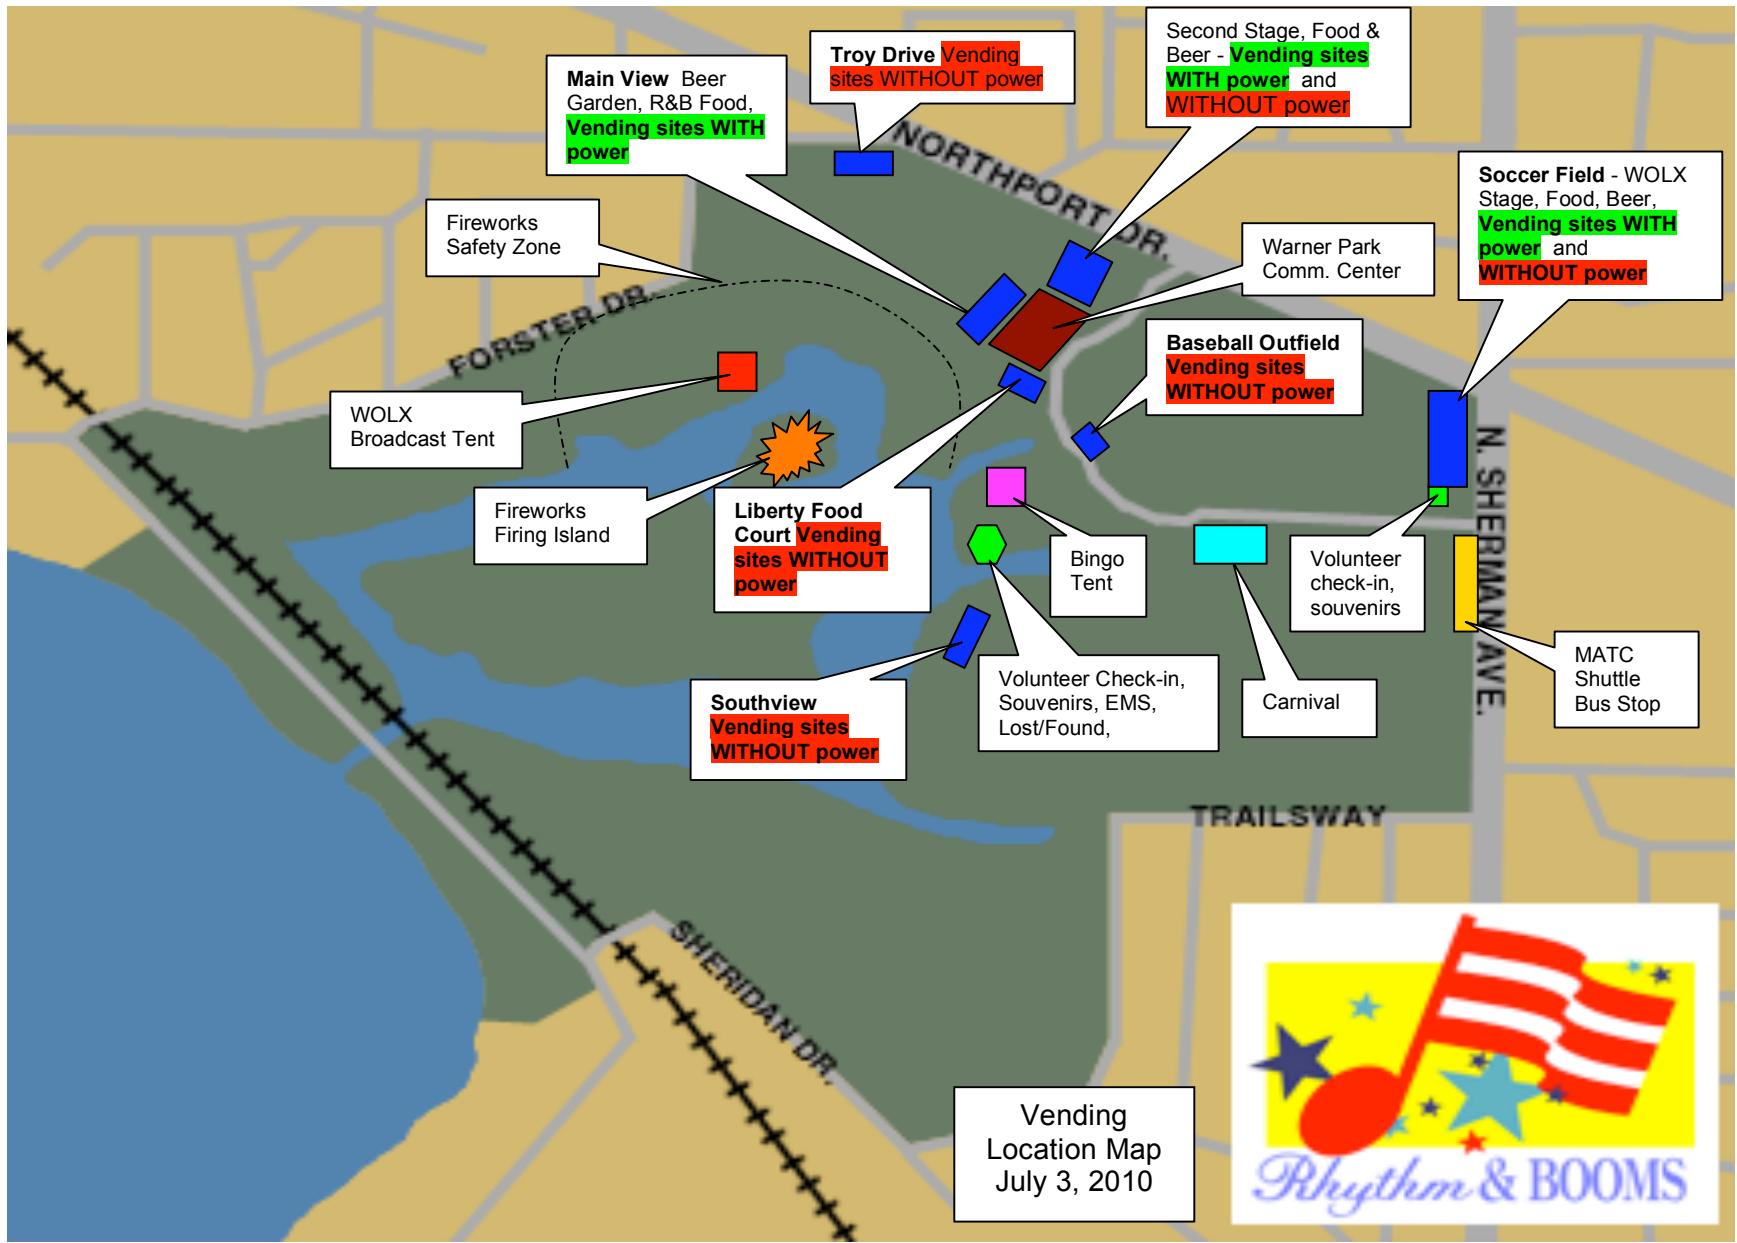 Troy Drive Vending
sites WITHOUT power
Second Stage, Food &
Beer - Vending sites
WITH power and
WITHOUT power
Main View Beer
Garden, R&B Food,
Vending sites WITH
power
NORTHPORT DR.
Soccer Field - WOLX
Stage, Food, Beer,
Vending sites WITH
power and
WITHOUT power
Fireworks
Safety Zone
Warner Park
Comm. Center
FORSTER DR.
Baseball Outfield
Vending sites
WITHOUT power
WOLX
Broadcast Tent
Fireworks
Firing Island
Liberty Food
Court Vending
sites WITHOUT
power
Bingo
Tent
Volunteer
check-in,
souvenirs
N. SHERMAN AVE.
MATC
Shuttle
Bus Stop
Southview
Vending sites
WITHOUT power
Volunteer Check-in,
Souvenirs, EMS,
Lost/Found,
Carnival
TRAILSWAY
SHERIDAN DR.
Vending
Location Map
July 3, 2010
Rhythm & BOOMS